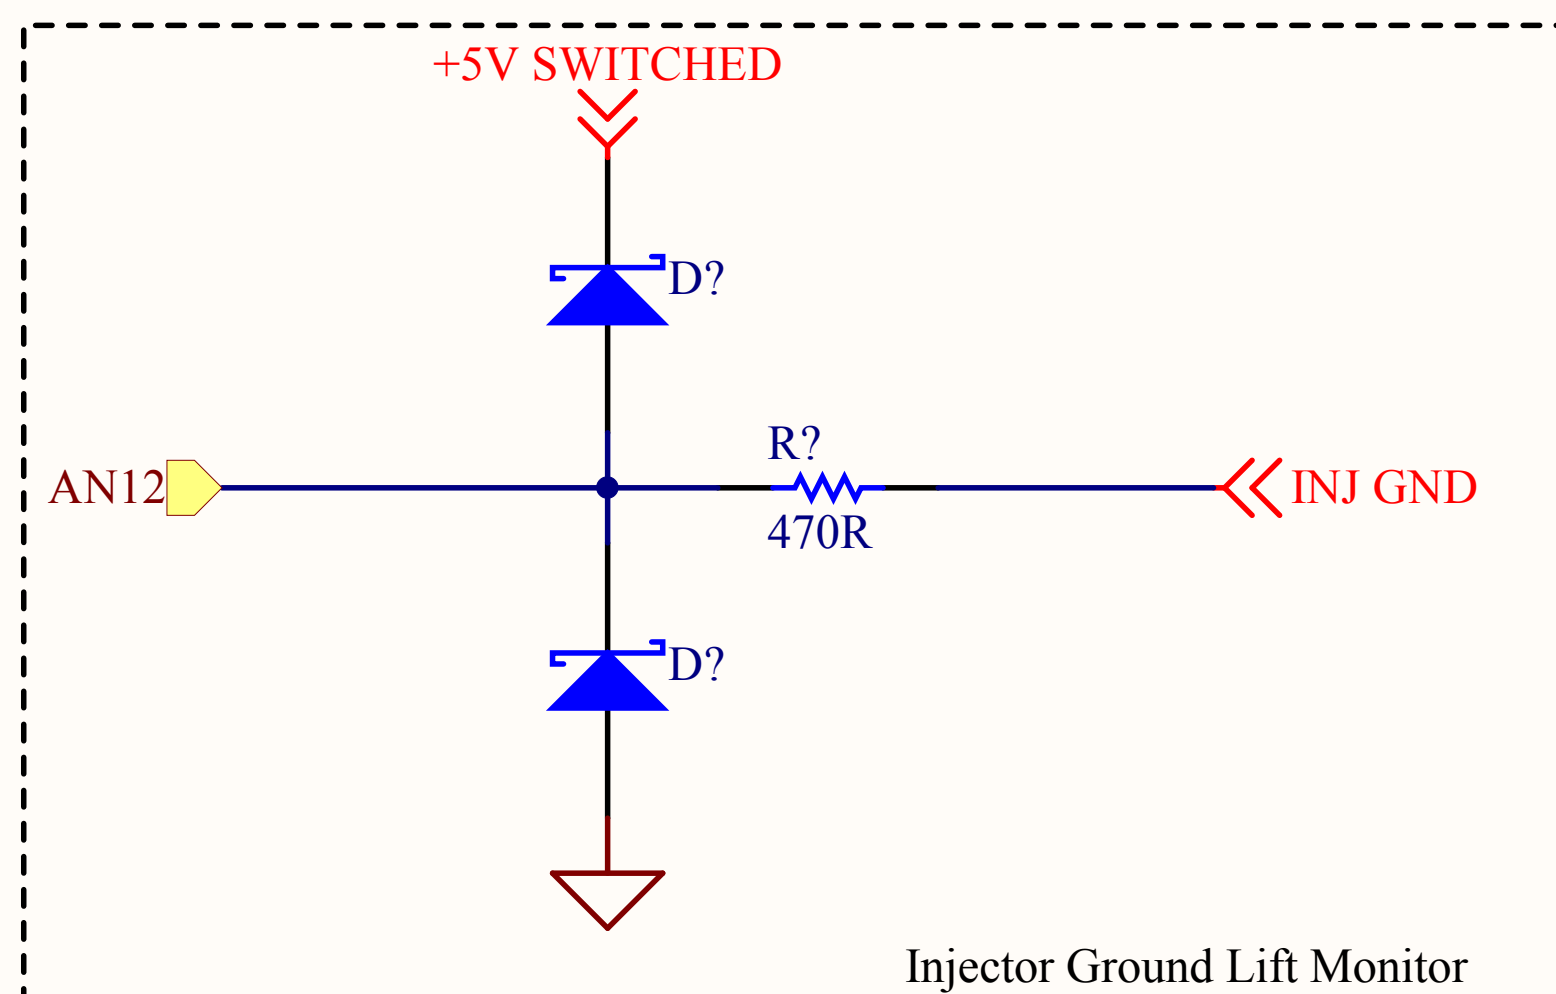 +5V SWITCHED
D?
R?
AN12
INJ GND
470R
D?
Injector Ground Lift Monitor